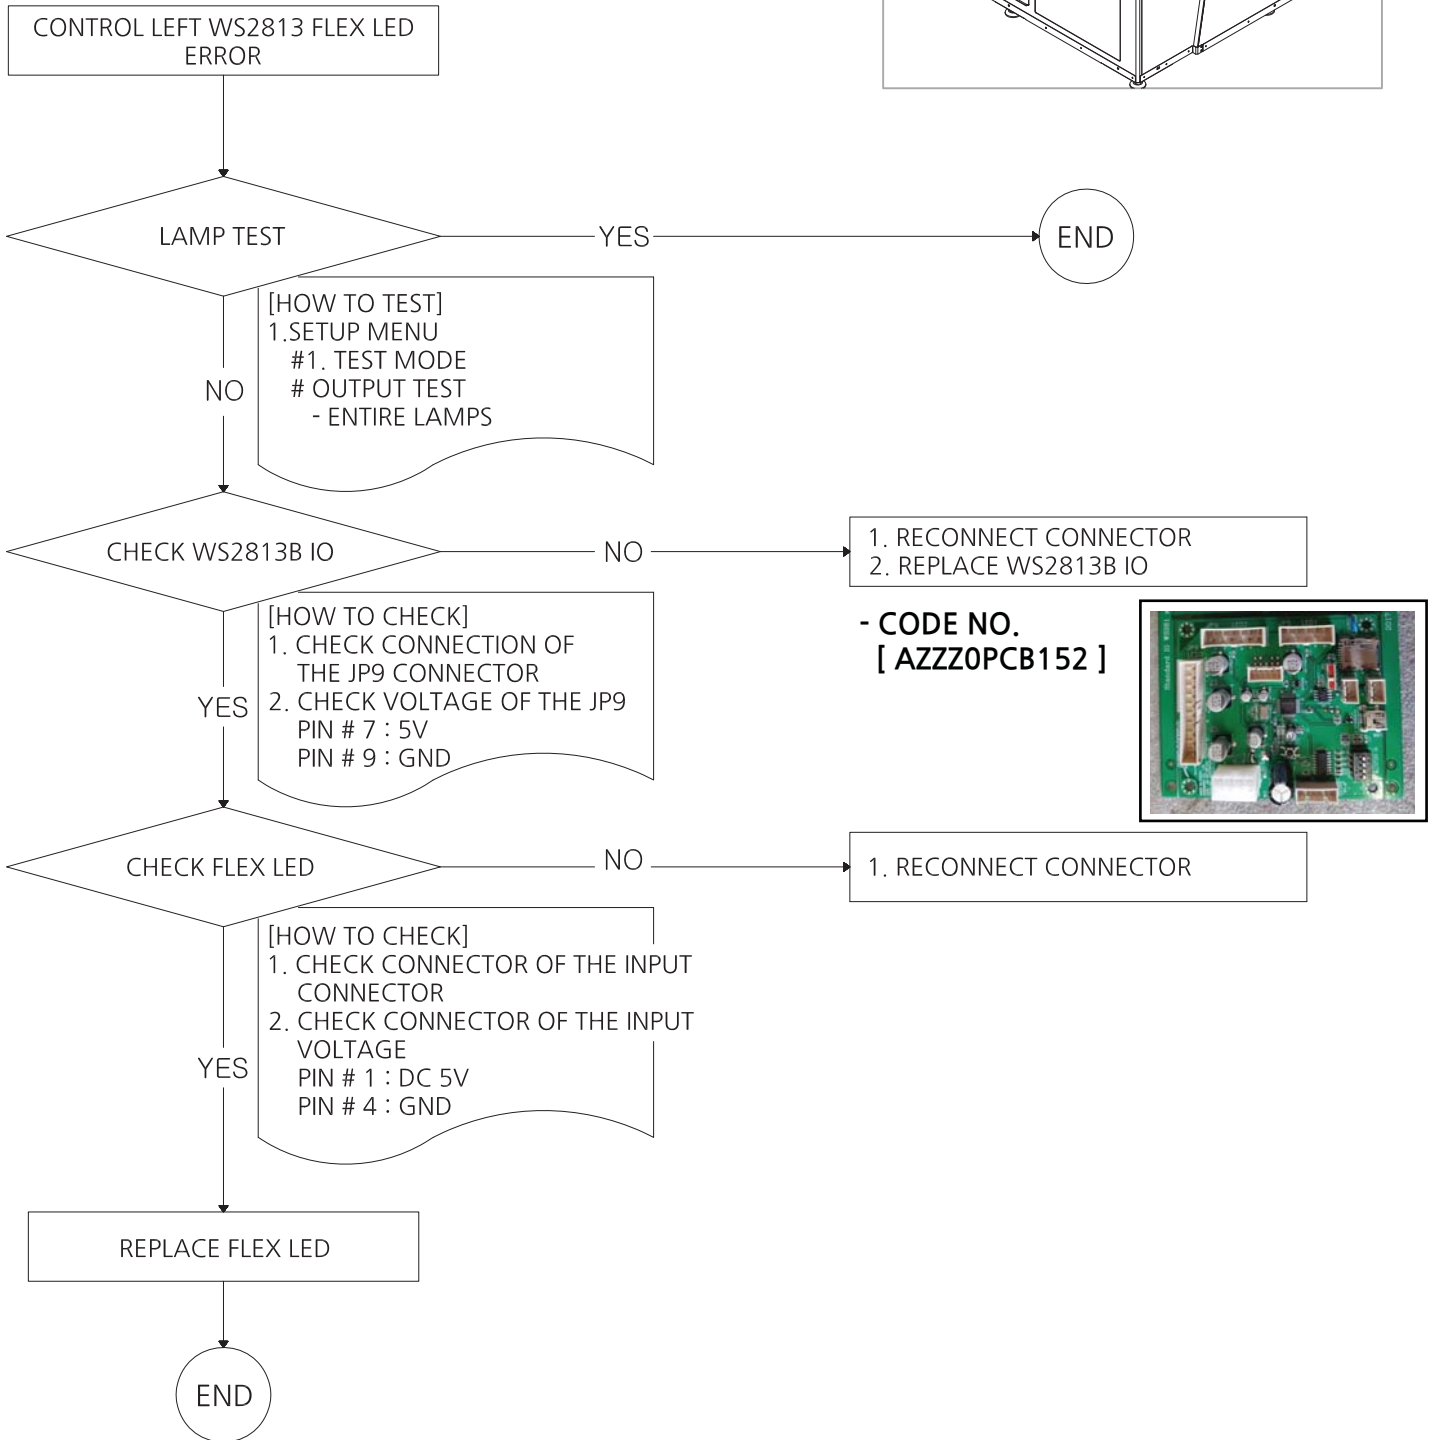 CONTROL LEFT WS2813 FLEX LED
ERROR
LAMP TEST
YES
END
[HOW TO TEST]
1.SETUP MENU
#1. TEST MODE
# OUTPUT TEST
- ENTIRE LAMPS
NO
CHECK WS2813B IO
NO
1. RECONNECT CONNECTOR
2. REPLACE WS2813B IO
[HOW TO CHECK]
1. CHECK CONNECTION OF
THE JP9 CONNECTOR
2. CHECK VOLTAGE OF THE JP9
PIN # 7 : 5V
PIN # 9 : GND
YES
- CODE NO.
[ AZZZ0PCB152 ]
CHECK FLEX LED
NO
1. RECONNECT CONNECTOR
[HOW TO CHECK]
1. CHECK CONNECTOR OF THE INPUT
CONNECTOR
2. CHECK CONNECTOR OF THE INPUT
VOLTAGE
PIN # 1 : DC 5V
PIN # 4 : GND
YES
REPLACE FLEX LED
END